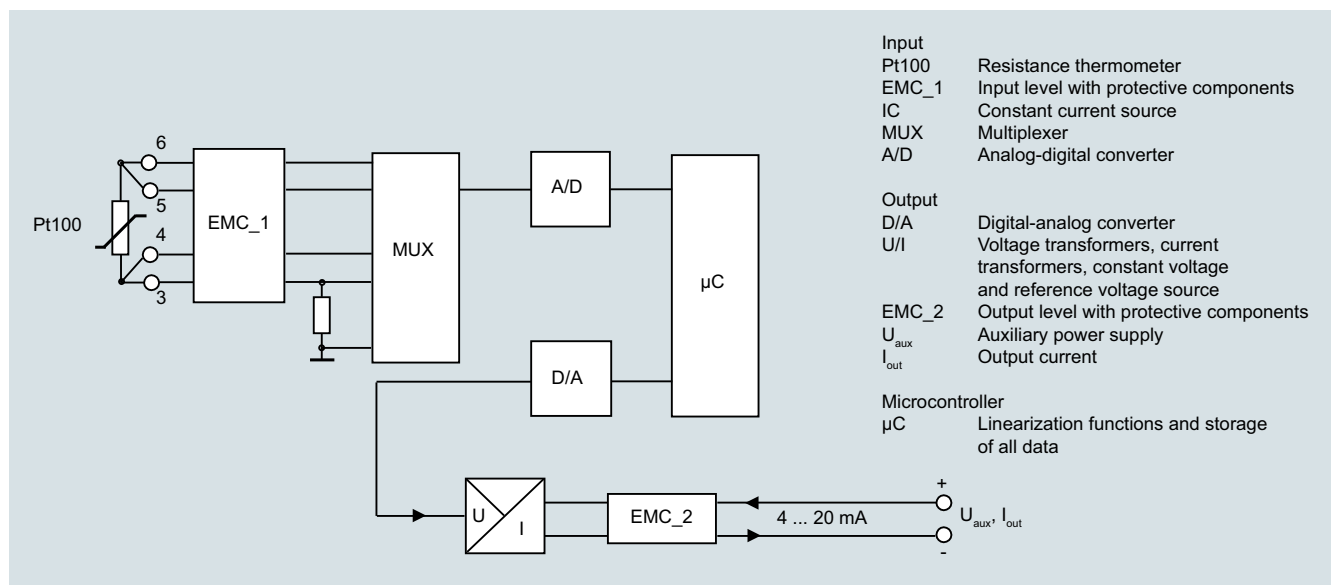 6
5
Pt100
4
3
EMC_1
MUX
A/D
µC
D/A
U
I
EMC_2
4 ... 20 mA
+
U_aux, I_out
-
Input
Pt100 Resistance thermometer
EMC_1 Input level with protective components
IC Constant current source
MUX Multiplexer
A/D Analog-digital converter
Output
D/A Digital-analog converter
U/I Voltage transformers, current
transformers, constant voltage
and reference voltage source
EMC_2 Output level with protective components
U_aux Auxiliary power supply
I_out Output current
Microcontroller
µC Linearization functions and storage
of all data